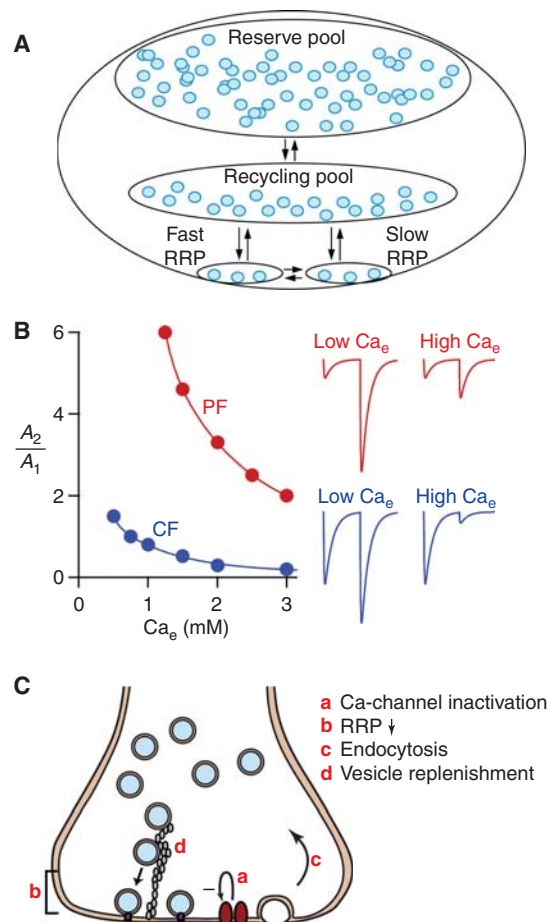 A
Reserve pool
Recycling pool
Fast
RRP
Slow
RRP
B
6
4
2
0
A2
A1
PF
CF
0
1
2
3
Cae (mM)
Low Cae
High Cae
Low Cae
High Cae
C
a Ca-channel inactivation
b RRP ↓
c Endocytosis
d Vesicle replenishment
b
d
–
a
c